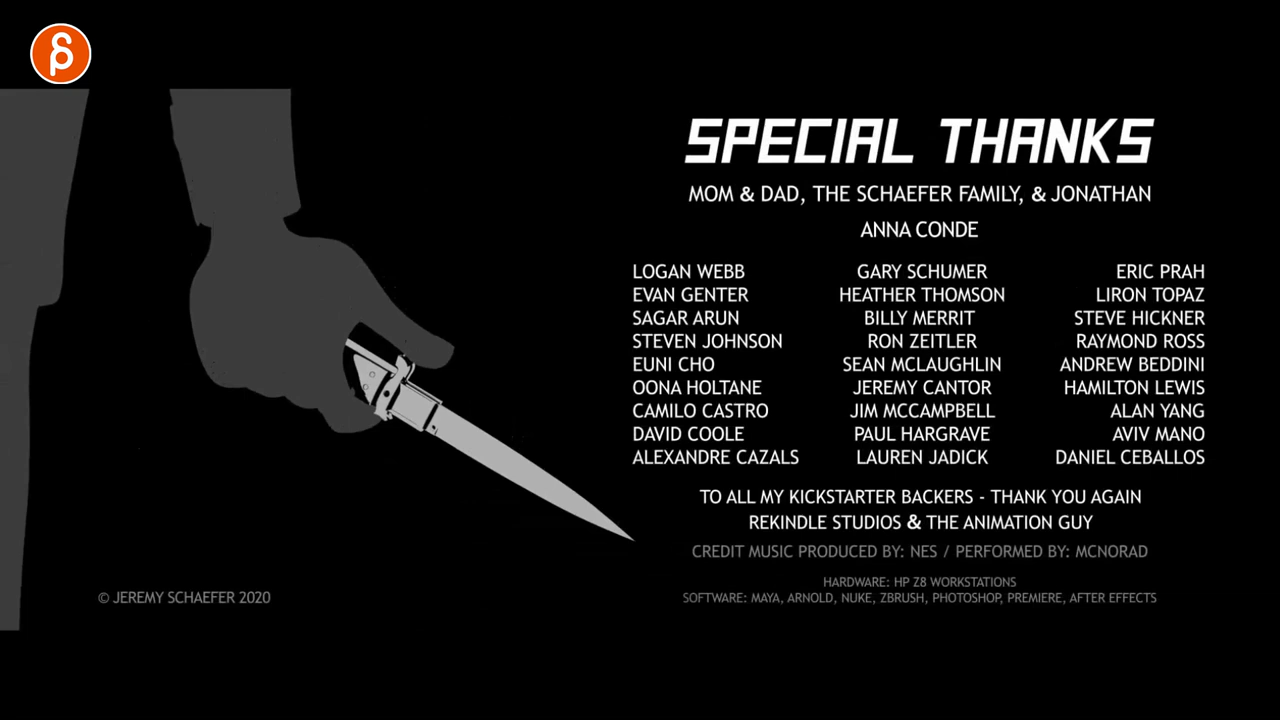 SPECIAL THANKS
MOM & DAD, THE SCHAEFER FAMILY, & JONATHAN
ANNA CONDE
LOGAN WEBB GARY SCHUMER ERIC PRAH
EVAN GENTER HEATHER THOMSON LIRON TOPAZ
SAGAR ARUN BILLY MERRIT STEVE HICKNER
STEVEN JOHNSON RON ZEITLER RAYMOND ROSS
EUNI CHO SEAN MCLAUGHLIN ANDREW BEDDINI
OONA HOLTANE JEREMY CANTOR HAMILTON LEWIS
CAMILO CASTRO JIM MCCAMPBELL ALAN YANG
DAVID COOLE PAUL HARGRAVE AVIV MANO
ALEXANDRE CAZALS LAUREN JADICK DANIEL CEBALLOS
TO ALL MY KICKSTARTER BACKERS - THANK YOU AGAIN
REKINDLE STUDIOS & THE ANIMATION GUY
CREDIT MUSIC PRODUCED BY: NES / PERFORMED BY: MCNORAD
HARDWARE: HP Z8 WORKSTATIONS
SOFTWARE: MAYA, ARNOLD, NUKE, ZBRUSH, PHOTOSHOP, PREMIERE, AFTER EFFECTS
© JEREMY SCHAEFER 2020